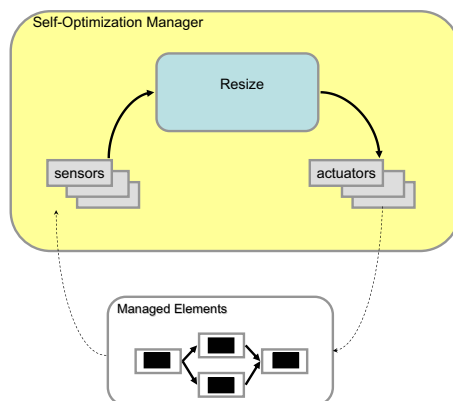 Self-Optimization Manager
Resize
sensors
actuators
Managed Elements